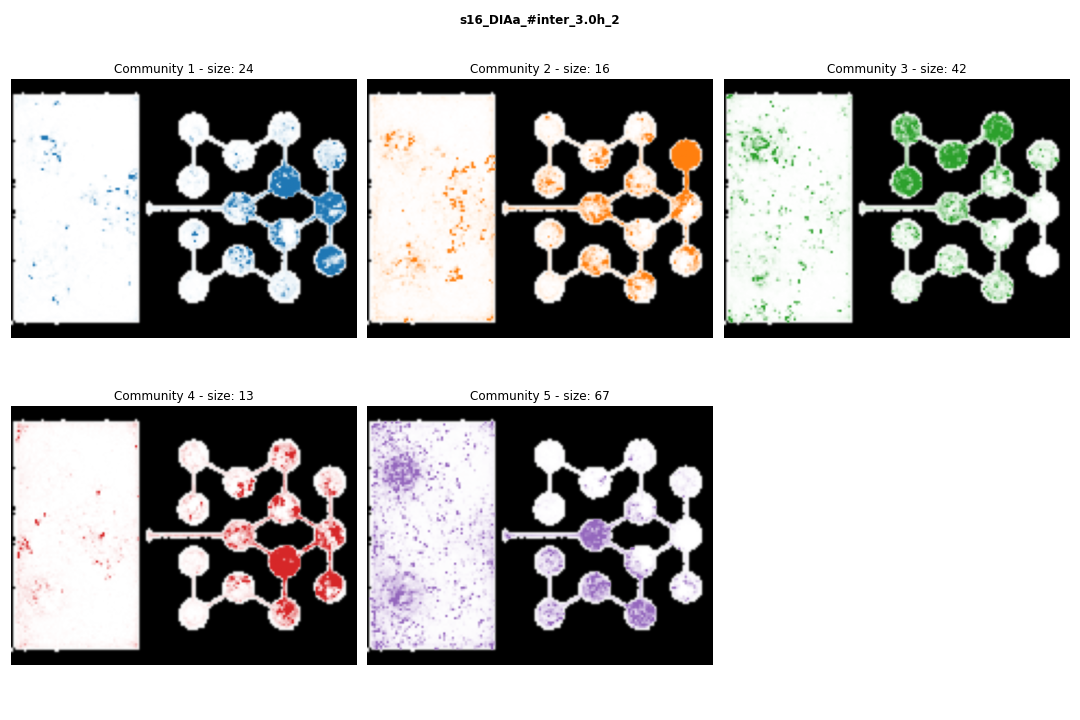 s16_DIAa_#inter_3.0h_2
Community 1 - size: 24
Community 2 - size: 16
Community 3 - size: 42
Community 4 - size: 13
Community 5 - size: 67